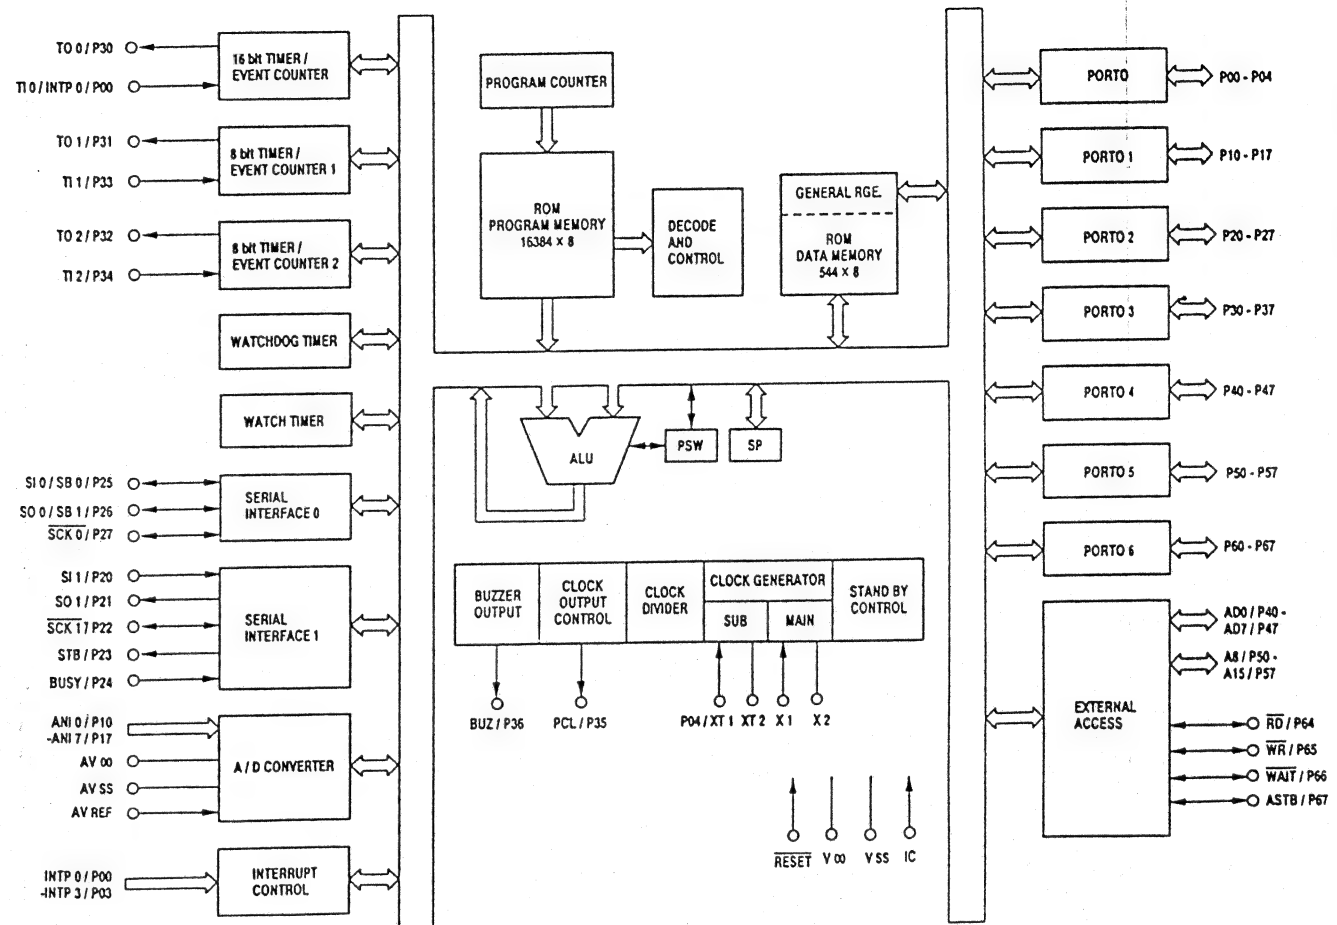 TO 0 / P30
TI 0 / INTP 0 / P00
16 bit TIMER /
EVENT COUNTER
TO 1 / P31
TI 1 / P33
8 bit TIMER /
EVENT COUNTER 1
TO 2 / P32
TI 2 / P34
8 bit TIMER /
EVENT COUNTER 2
WATCHDOG TIMER
WATCH TIMER
SI 0 / SB 0 / P25
SO 0 / SB 1 / P26
SCK 0 / P27
SERIAL
INTERFACE 0
SI 1 / P20
SO 1 / P21
SCK 1 / P22
STB / P23
BUSY / P24
SERIAL
INTERFACE 1
ANI 0 / P10
-ANI 7 / P17
AV DD
AV SS
AV REF
A / D CONVERTER
INTP 0 / P00
-INTP 3 / P03
INTERRUPT
CONTROL
PROGRAM COUNTER
ROM
PROGRAM MEMORY
16384 × 8
DECODE
AND
CONTROL
GENERAL RGE.
ROM
DATA MEMORY
544 × 8
ALU
PSW
SP
BUZZER
OUTPUT
CLOCK
OUTPUT
CONTROL
CLOCK
DIVIDER
CLOCK GENERATOR
SUB
MAIN
STAND BY
CONTROL
BUZ / P36
PCL / P35
P04 / XT 1
XT 2
X 1
X 2
RESET
V DD
V SS
IC
PORTO
P00 - P04
PORTO 1
P10 - P17
PORTO 2
P20 - P27
PORTO 3
P30 - P37
PORTO 4
P40 - P47
PORTO 5
P50 - P57
PORTO 6
P60 - P67
EXTERNAL
ACCESS
AD0 / P40 -
AD7 / P47
A8 / P50 -
A15 / P57
RD / P64
WR / P65
WAIT / P66
ASTB / P67